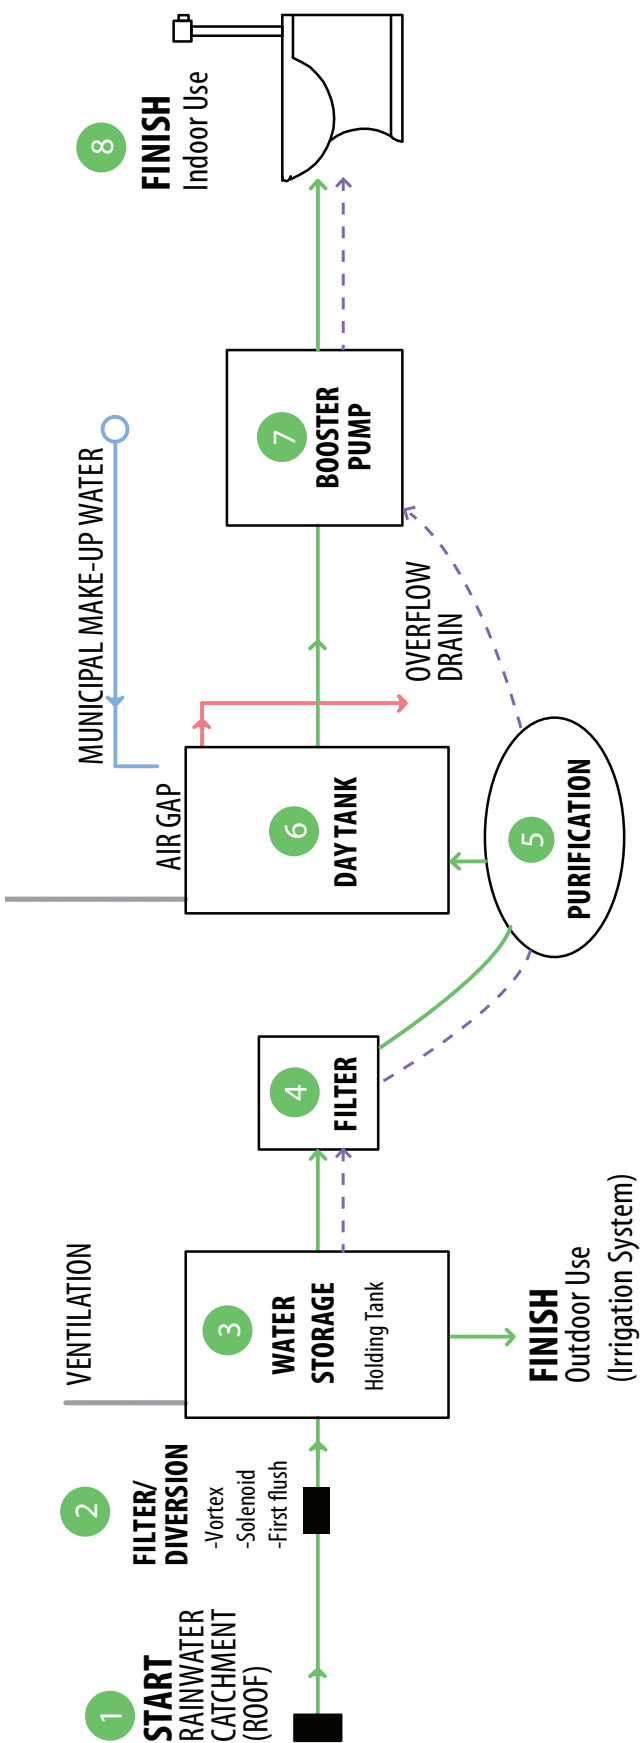 1
START
RAINWATER
CATCHMENT
(ROOF)
2
FILTER/
DIVERSION
-Vortex
-Solenoid
-First flush
VENTILATION
3
WATER
STORAGE
Holding Tank
FINISH
Outdoor Use
(Irrigation System)
4
FILTER
5
PURIFICATION
AIR GAP
6
DAY TANK
MUNICIPAL MAKE-UP WATER
OVERFLOW
DRAIN
7
BOOSTER
PUMP
8
FINISH
Indoor Use